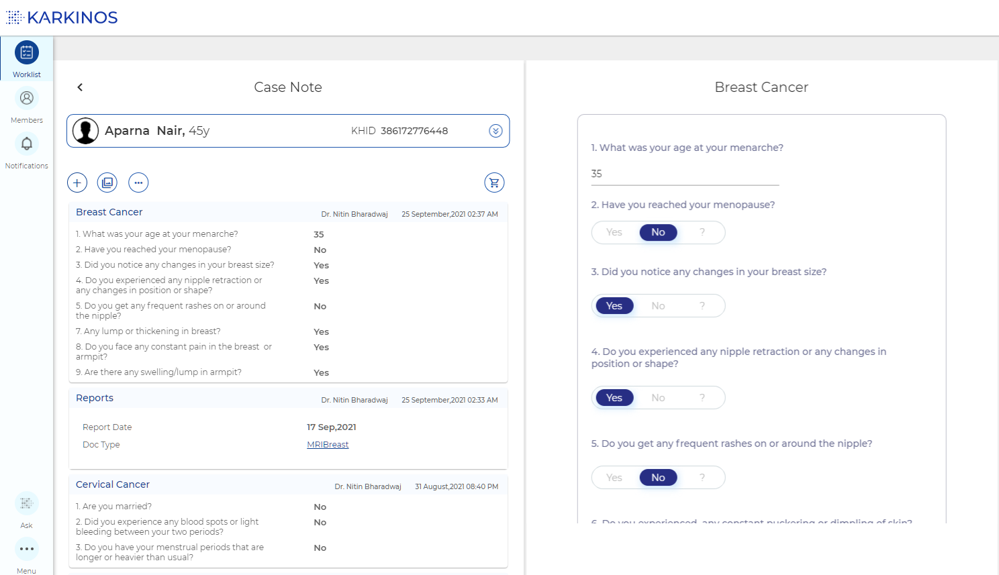 KARKINOS
Worklist
Members
Notifications
Ask
Menu
Case Note
Aparna Nair, 45y KHID 386172776448
Breast Cancer Dr. Nitin Bharadwaj 25 September,2021 02:37 AM
1. What was your age at your menarche? 35
2. Have you reached your menopause? No
3. Did you notice any changes in your breast size? Yes
4. Do you experienced any nipple retraction or Yes
any changes in position or shape?
5. Do you get any frequent rashes on or around No
the nipple?
7. Any lump or thickening in breast? Yes
8. Do you face any constant pain in the breast or Yes
armpit?
9. Are there any swelling/lump in armpit? Yes
Reports Dr. Nitin Bharadwaj 25 September,2021 02:33 AM
Report Date 17 Sep,2021
Doc Type MRIBreast
Cervical Cancer Dr. Nitin Bharadwaj 31 August,2021 08:40 PM
1. Are you married? No
2. Did you experience any blood spots or light No
bleeding between your two periods?
3. Do you have your menstrual periods that are No
longer or heavier than usual?
Breast Cancer
1. What was your age at your menarche?
35
2. Have you reached your menopause?
Yes No ?
3. Did you notice any changes in your breast size?
Yes No ?
4. Do you experienced any nipple retraction or any changes in
position or shape?
Yes No ?
5. Do you get any frequent rashes on or around the nipple?
Yes No ?
6. Do you experienced any constant puckering or dimpling of skin?